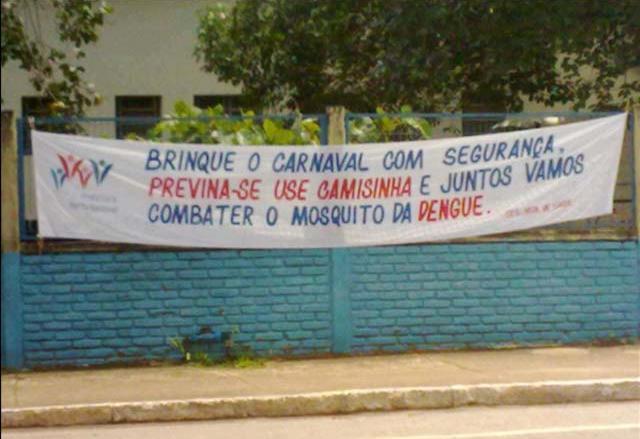 BRINQUE O CARNAVAL COM SEGURANÇA,
PREVINA-SE USE CAMISINHA E JUNTOS VAMOS
COMBATER O MOSQUITO DA DENGUE.